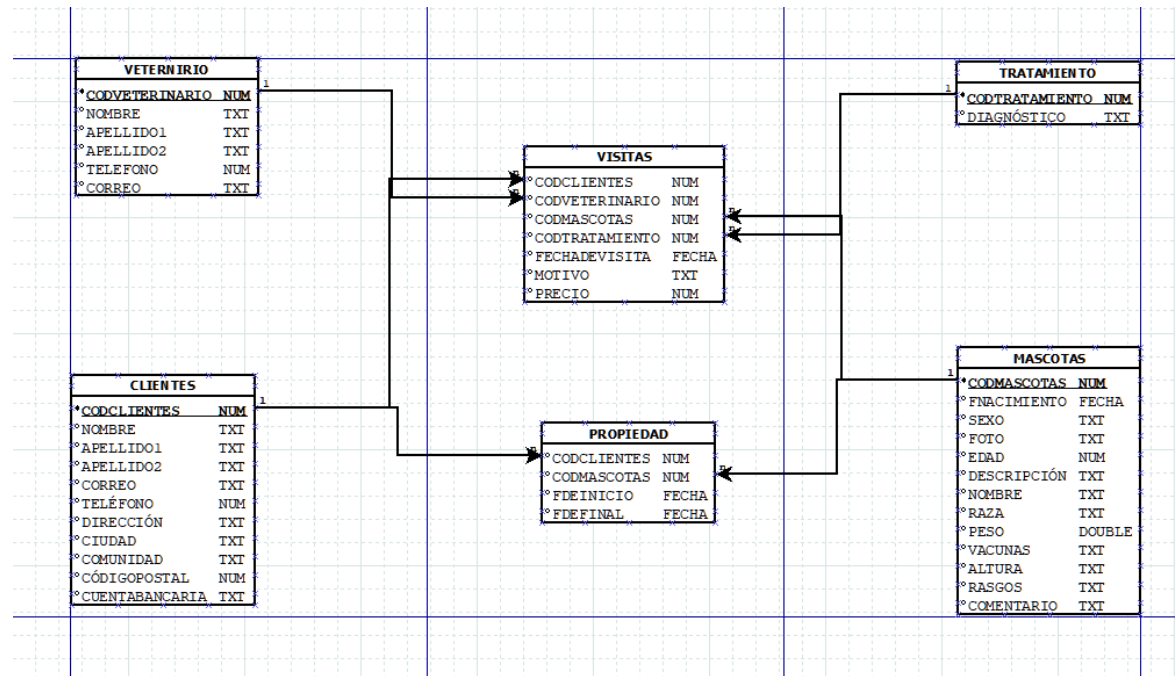 VETERNIRIO
CODVETERINARIO NUM
NOMBRE TXT
APELLIDO1 TXT
APELLIDO2 TXT
TELEFONO NUM
CORREO TXT
1
TRATAMIENTO
CODTRATAMIENTO NUM
DIAGNÓSTICO TXT
1
VISITAS
CODCLIENTES NUM
CODVETERINARIO NUM
CODMASCOTAS NUM
CODTRATAMIENTO NUM
FECHADEVISITA FECHA
MOTIVO TXT
PRECIO NUM
n
n
n
n
CLIENTES
CODCLIENTES NUM
NOMBRE TXT
APELLIDO1 TXT
APELLIDO2 TXT
CORREO TXT
TELÉFONO NUM
DIRECCIÓN TXT
CIUDAD TXT
COMUNIDAD TXT
CÓDIGOPOSTAL NUM
CUENTABANCARIA TXT
1
PROPIEDAD
CODCLIENTES NUM
CODMASCOTAS NUM
FDEINICIO FECHA
FDEFINAL FECHA
n
n
MASCOTAS
CODMASCOTAS NUM
FNACIMIENTO FECHA
SEXO TXT
FOTO TXT
EDAD NUM
DESCRIPCIÓN TXT
NOMBRE TXT
RAZA TXT
PESO DOUBLE
VACUNAS TXT
ALTURA TXT
RASGOS TXT
COMENTARIO TXT
1